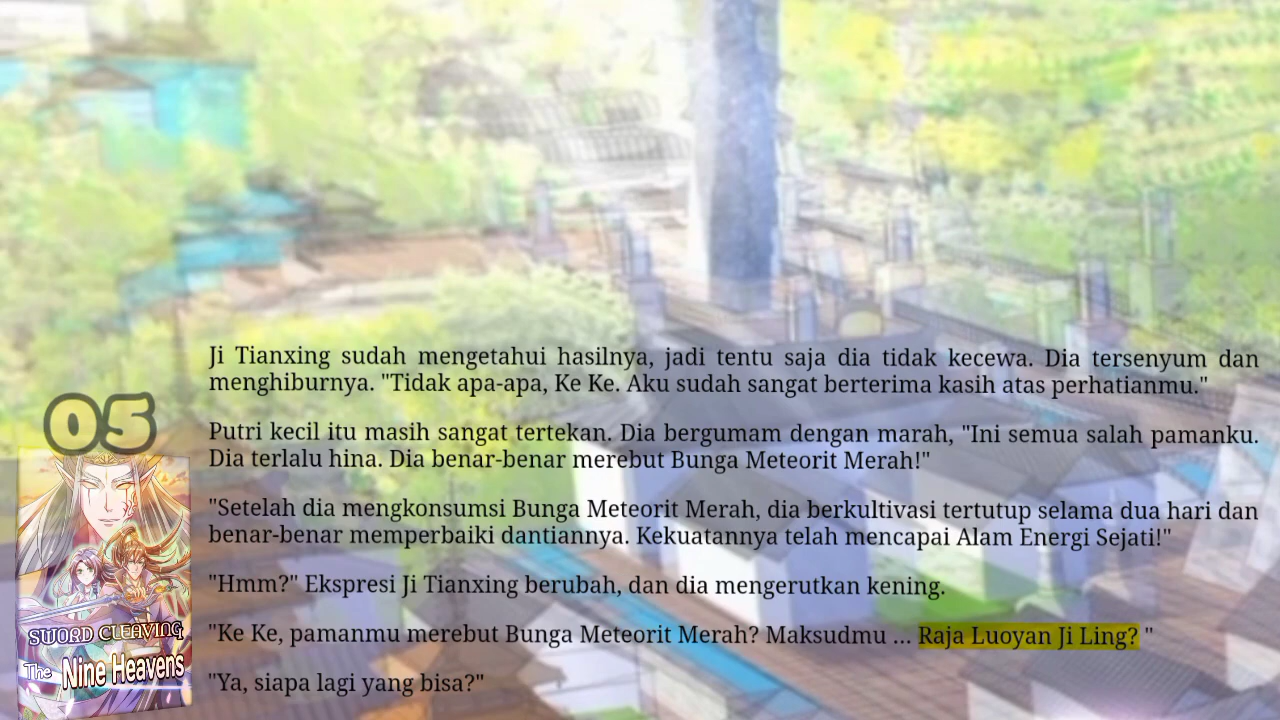 Ji Tianxing sudah mengetahui hasilnya, jadi tentu saja dia tidak kecewa. Dia tersenyum dan
menghiburnya. "Tidak apa-apa, Ke Ke. Aku sudah sangat berterima kasih atas perhatianmu."
Putri kecil itu masih sangat tertekan. Dia bergumam dengan marah, "Ini semua salah pamanku.
Dia terlalu hina. Dia benar-benar merebut Bunga Meteorit Merah!"
"Setelah dia mengkonsumsi Bunga Meteorit Merah, dia berkultivasi tertutup selama dua hari dan
benar-benar memperbaiki dantiannya. Kekuatannya telah mencapai Alam Energi Sejati!"
"Hmm?" Ekspresi Ji Tianxing berubah, dan dia mengerutkan kening.
"Ke Ke, pamanmu merebut Bunga Meteorit Merah? Maksudmu ... Raja Luoyan Ji Ling? "
"Ya, siapa lagi yang bisa?"
05
SWORD CLEAVING
The Nine Heavens